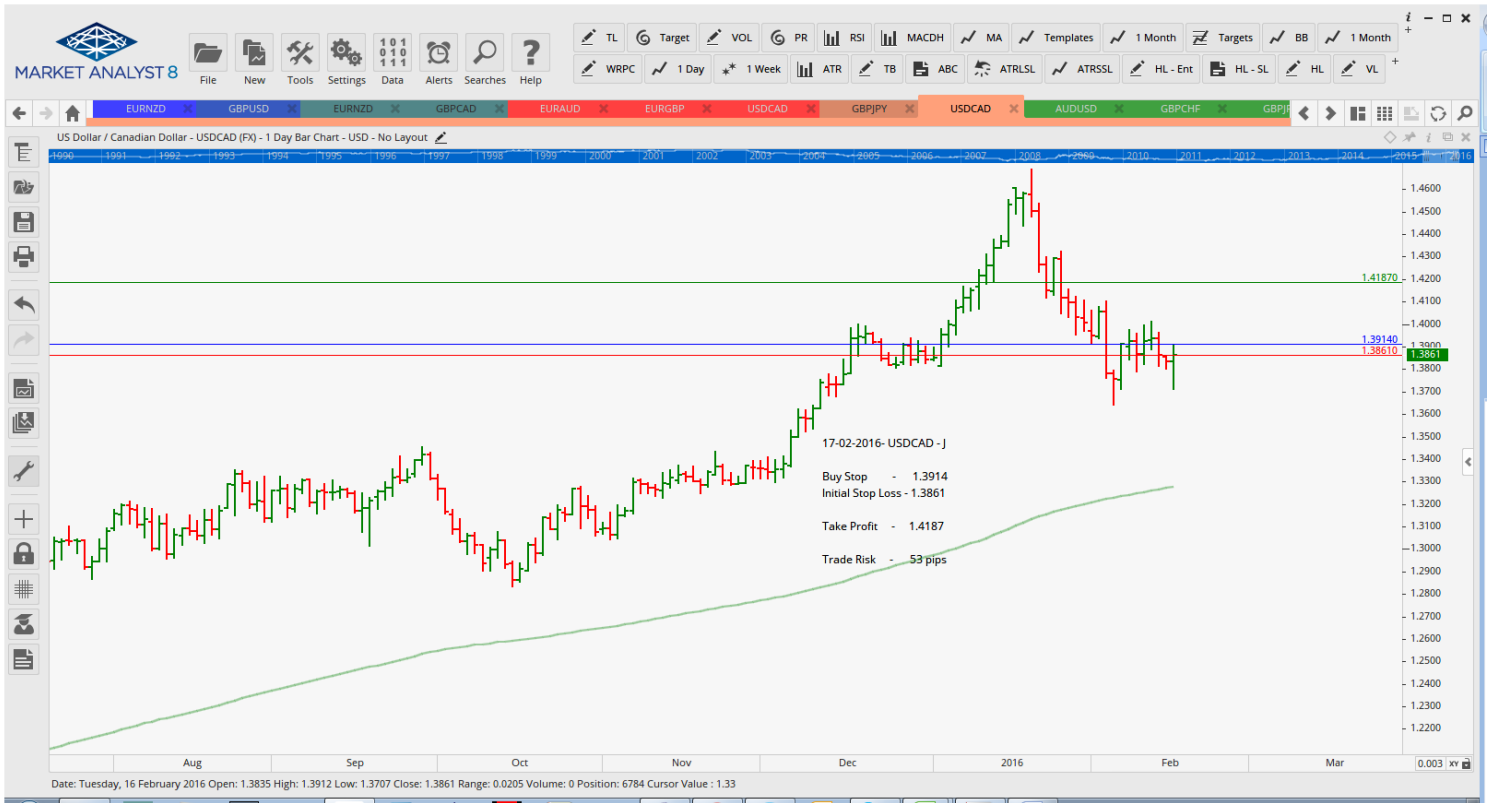 MARKET ANALYST 8
File New Tools Settings Data Alerts Searches Help
TL Target VOL PR RSI MACDH MA Templates 1 Month Targets BB 1 Month
WRPC 1 Day 1 Week ATR TB ABC ATRLSL ATRSSL HL - Ent HL - SL HL VL
EURNZD GBPUSD EURNZD GBPCAD EURAUD EURGBP USDCAD GBPJPY USDCAD AUDUSD GBPCHF GBPJP
US Dollar / Canadian Dollar - USDCAD (FX) - 1 Day Bar Chart - USD - No Layout
1990 1991 1992 1993 1994 1995 1996 1997 1998 1999 2000 2001 2002 2003 2004 2005 2006 2007 2008 2009 2010 2011 2012 2013 2014 2015 2016
1.4600
1.4500
1.4400
1.4300
1.41870 1.4200
1.4100
1.4000
1.39140 1.3900
1.38610 1.3861
1.3800
1.3700
1.3600
1.3500
1.3400
1.3300
1.3200
1.3100
1.3000
1.2900
1.2800
1.2700
1.2600
1.2500
1.2400
1.2300
1.2200
17-02-2016- USDCAD - J
Buy Stop - 1.3914
Initial Stop Loss - 1.3861
Take Profit - 1.4187
Trade Risk - 53 pips
Aug Sep Oct Nov Dec 2016 Feb Mar 0.003 XY
Date: Tuesday, 16 February 2016 Open: 1.3835 High: 1.3912 Low: 1.3707 Close: 1.3861 Range: 0.0205 Volume: 0 Position: 6784 Cursor Value : 1.33